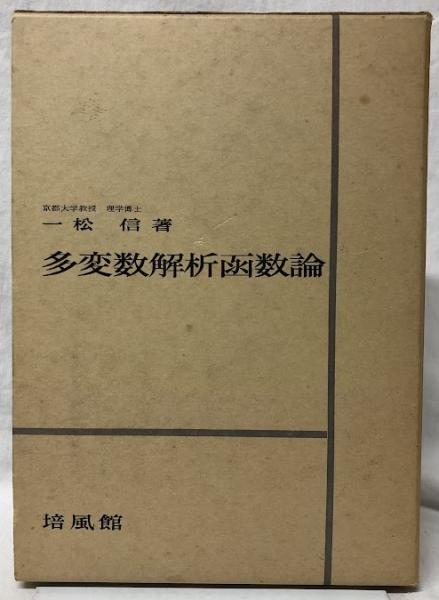 京都大学教授 理学博士
一松 信著
多変数解析函数論
培風館